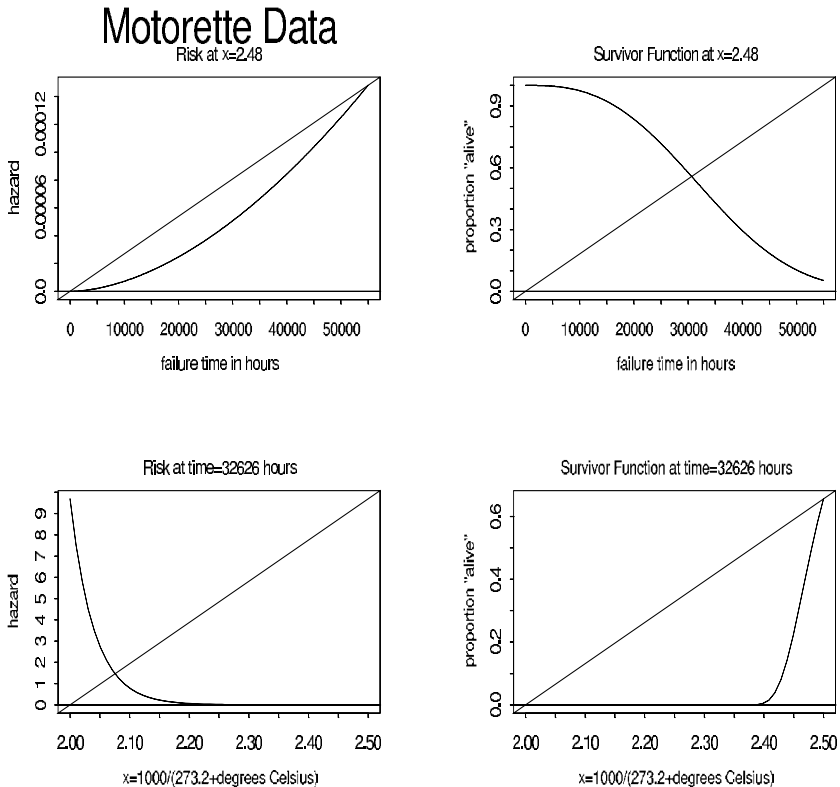 Motorette Data
Risk at x=2.48
hazard
0.00012
0.00006
0.0
0 10000 20000 30000 40000 50000
failure time in hours
Survivor Function at x=2.48
proportion "alive"
0.9
0.6
0.3
0.0
0 10000 20000 30000 40000 50000
failure time in hours
Risk at time=32626 hours
hazard
9
8
7
6
5
4
3
2
1
0
2.00 2.10 2.20 2.30 2.40 2.50
x=1000/(273.2+degrees Celsius)
Survivor Function at time=32626 hours
proportion "alive"
0.6
0.4
0.2
0.0
2.00 2.10 2.20 2.30 2.40 2.50
x=1000/(273.2+degrees Celsius)